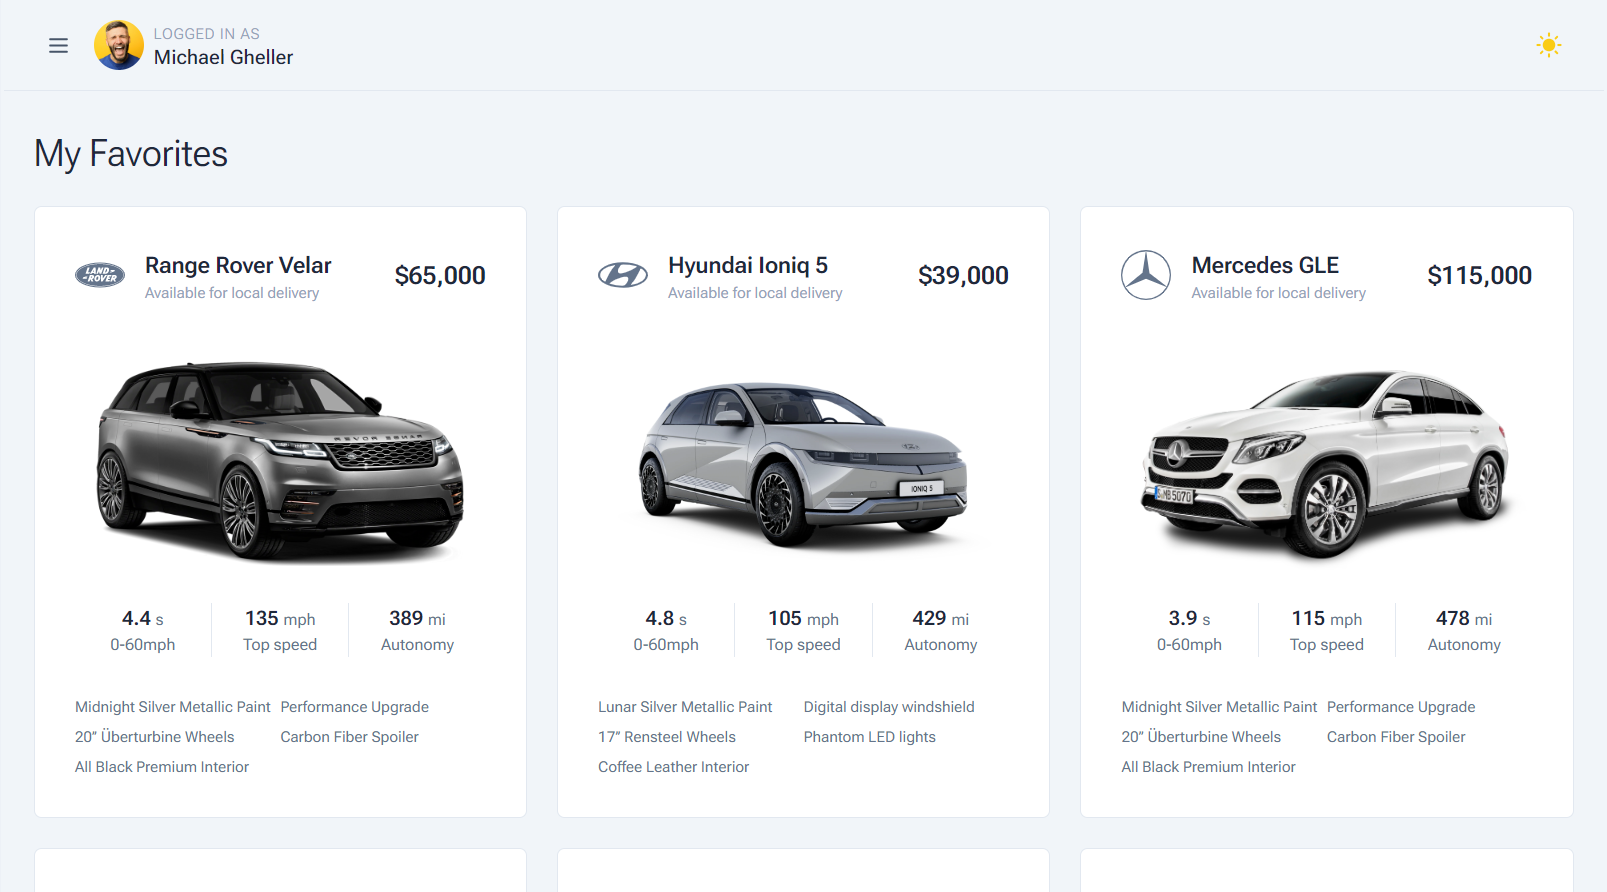 LOGGED IN AS
Michael Gheller
My Favorites
LAND-
-ROVER
Range Rover Velar
Available for local delivery
$65,000
4.4 s
0-60mph
135 mph
Top speed
389 mi
Autonomy
Midnight Silver Metallic Paint
Performance Upgrade
20” Überturbine Wheels
Carbon Fiber Spoiler
All Black Premium Interior
Hyundai Ioniq 5
Available for local delivery
$39,000
IONIQ 5
4.8 s
0-60mph
105 mph
Top speed
429 mi
Autonomy
Lunar Silver Metallic Paint
Digital display windshield
17” Rensteel Wheels
Phantom LED lights
Coffee Leather Interior
Mercedes GLE
Available for local delivery
$115,000
S·MB 5070
3.9 s
0-60mph
115 mph
Top speed
478 mi
Autonomy
Midnight Silver Metallic Paint
Performance Upgrade
20” Überturbine Wheels
Carbon Fiber Spoiler
All Black Premium Interior